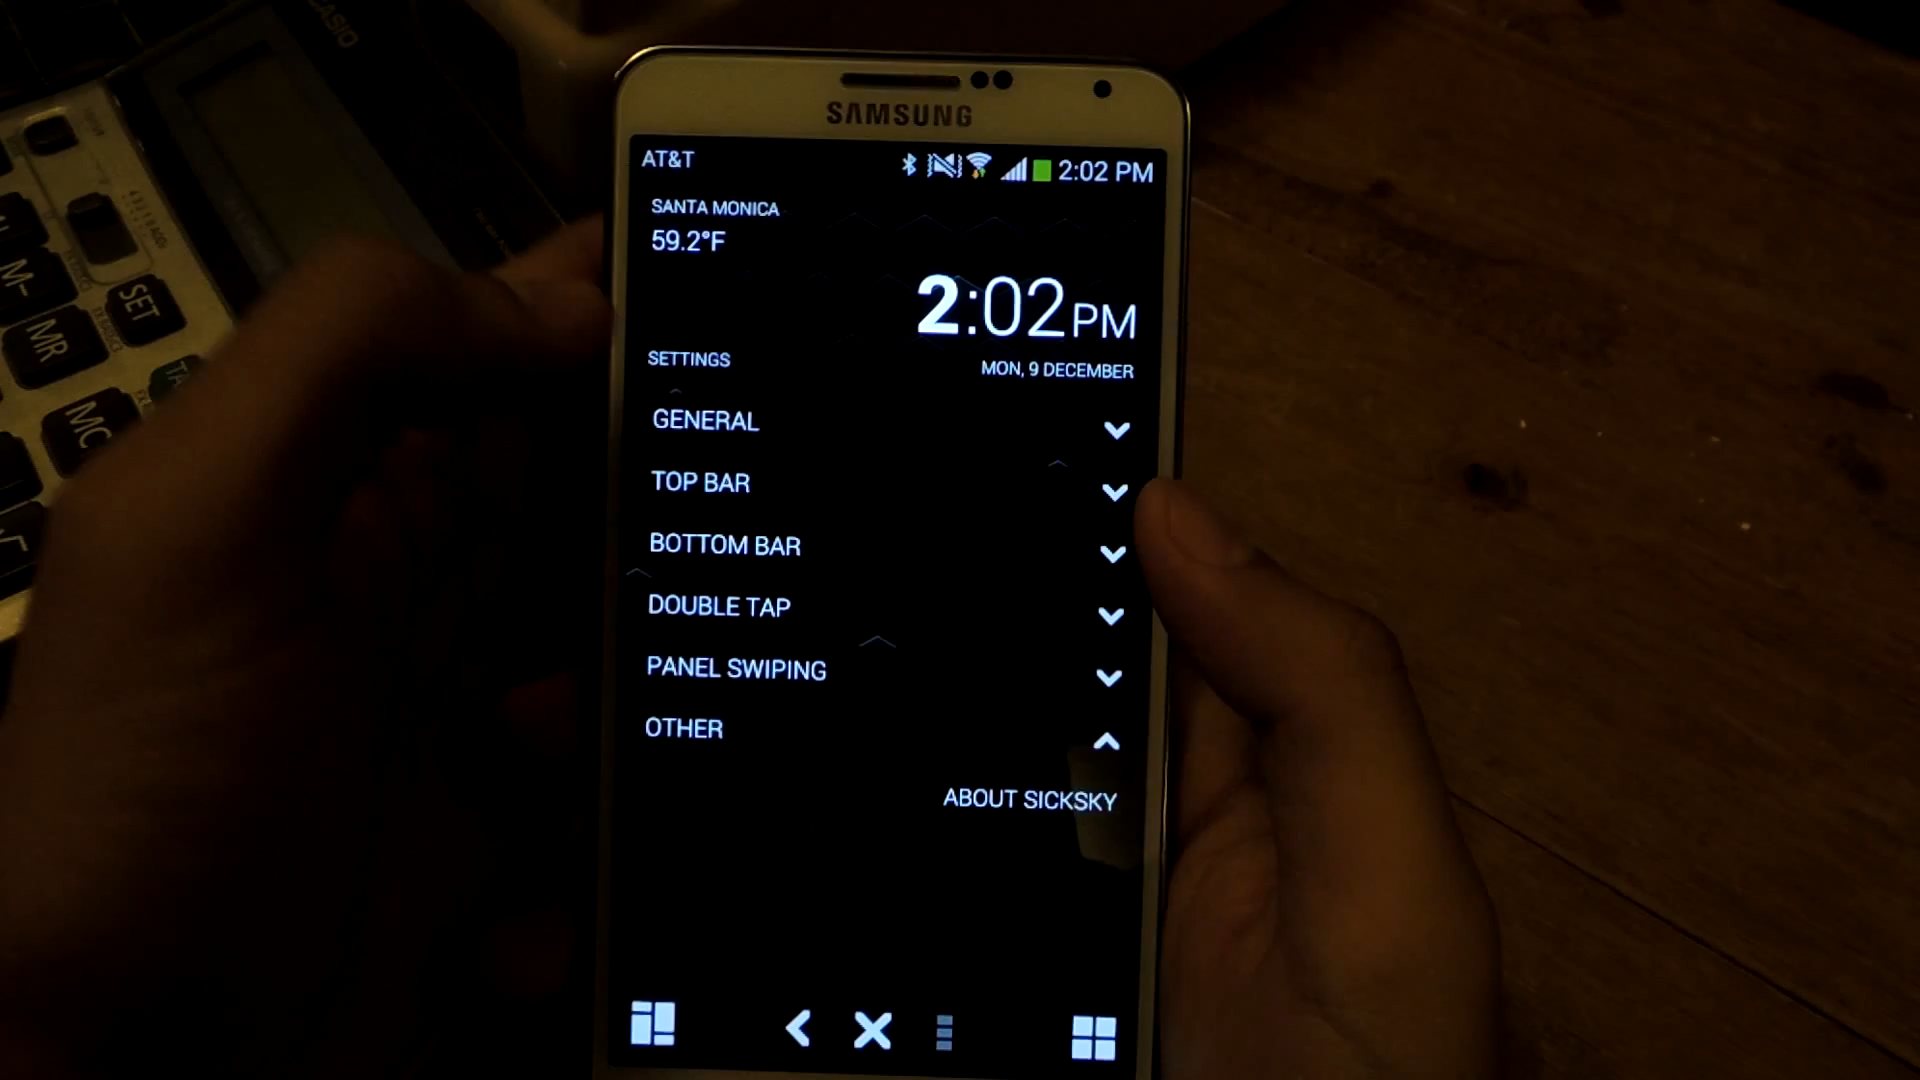 CASIO
SET
M-
MR
MC
SAMSUNG
AT&T
2:02 PM
SANTA MONICA
59.2°F
2:02PM
SETTINGS
MON, 9 DECEMBER
GENERAL
TOP BAR
BOTTOM BAR
DOUBLE TAP
PANEL SWIPING
OTHER
ABOUT SICKSKY